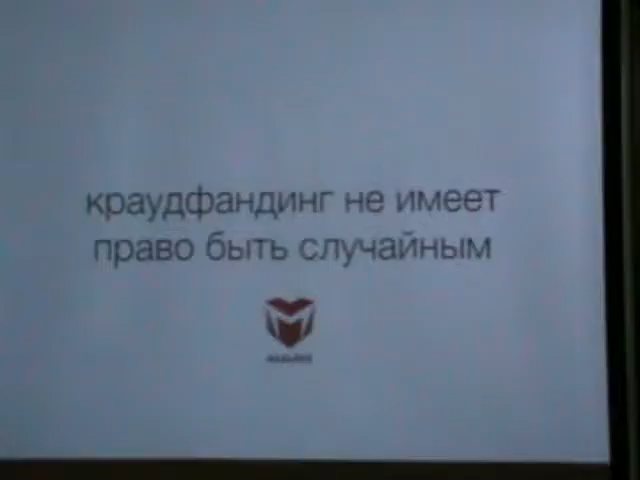 краудфандинг не имеет
право быть случайным